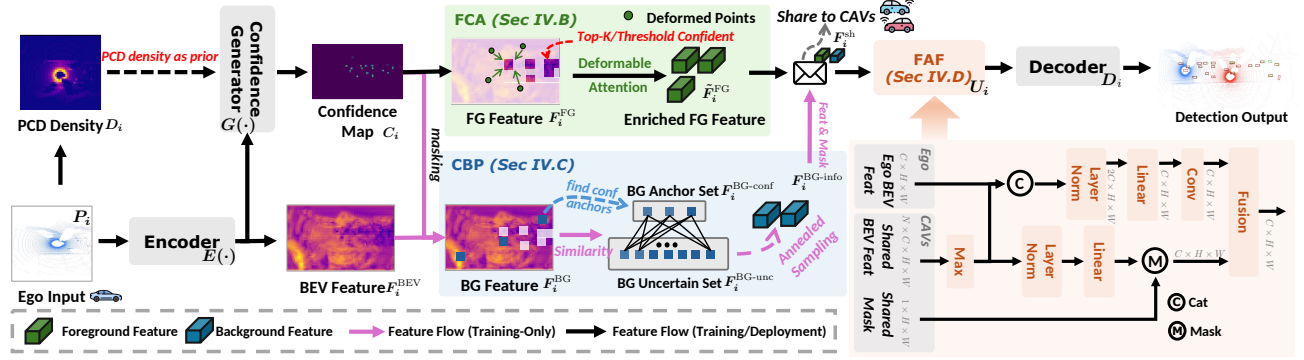 PCD density as prior
PCD Density D_i
Confidence
Generator
G(·)
Confidence
Map C_i
P_i
Ego Input
Encoder
E(·)
BEV Feature F_i^BEV
masking
FCA (Sec IV.B)
Deformed Points
Top-K/Threshold Confident
Deformable
Attention
FG Feature F_i^FG
F̃_i^FG
Enriched FG Feature
CBP (Sec IV.C)
find conf
anchors
BG Anchor Set F_i^BG-conf
Similarity
BG Feature F_i^BG
BG Uncertain Set F_i^BG-unc
F_i^BG-info
Annealed
Sampling
Feat & Mask
Share to CAVs
F_i^sh
FAF
(Sec IV.D)
U_i
Decoder
D_i
Detection Output
Ego
Ego BEV
Feat
C × H × W
CAVs
Shared
BEV Feat
N × C × H × W
Shared
Mask
1 × H × W
Max
C
Layer
Norm
2C × H × W
Linear
C × H × W
Conv
C × H × W
Fusion
C × H × W
Layer
Norm
Linear
M
C × H × W
C Cat
M Mask
Foreground Feature
Background Feature
Feature Flow (Training-Only)
Feature Flow (Training/Deployment)